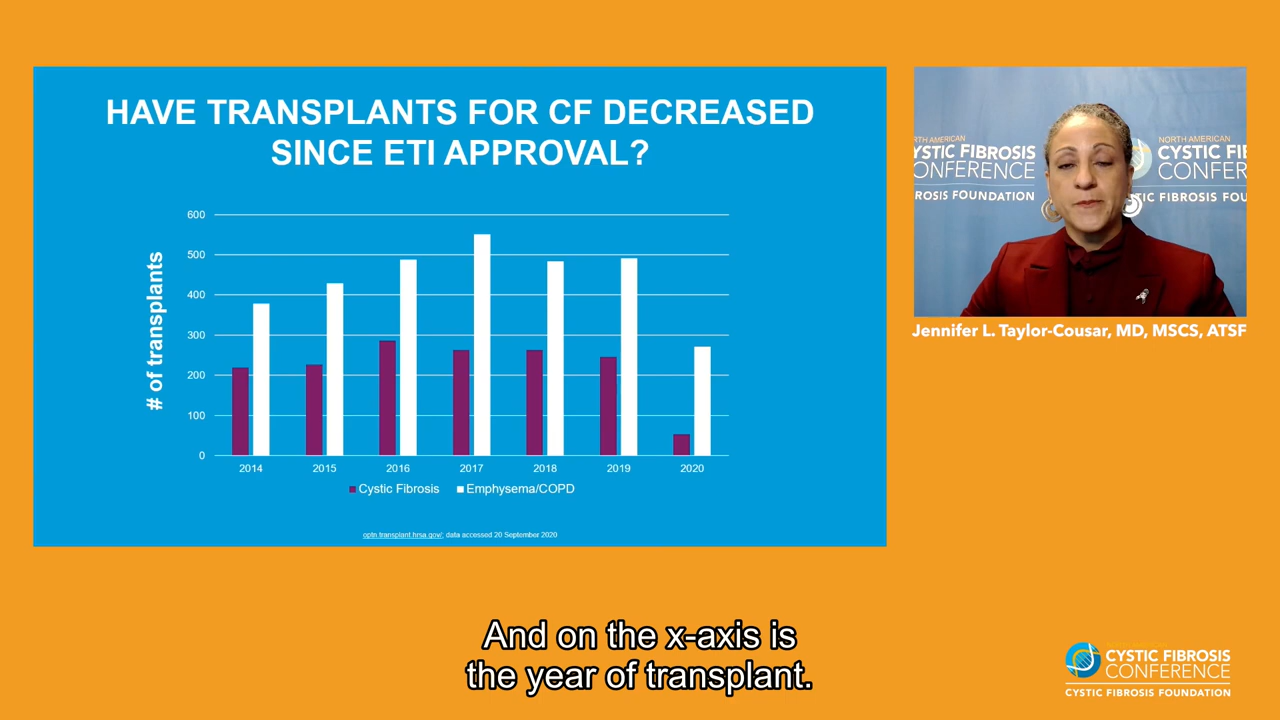 HAVE TRANSPLANTS FOR CF DECREASED
SINCE ETI APPROVAL?
# of transplants
600
500
400
300
200
100
0
2014 2015 2016 2017 2018 2019 2020
Cystic Fibrosis Emphysema/COPD
optn.transplant.hrsa.gov/; data accessed 20 September 2020
NORTH AMERICAN
YSTIC FIBROSIS
CONFERENCE
ROSIS FOUNDATION
NORTH AMERICAN
CYSTIC FI
CONFER
TIC FIBROSIS FOU
Jennifer L. Taylor-Cousar, MD, MSCS, ATSF
And on the x-axis is
the year of transplant.
CYSTIC FIBROSIS
CONFERENCE
CYSTIC FIBROSIS FOUNDATION